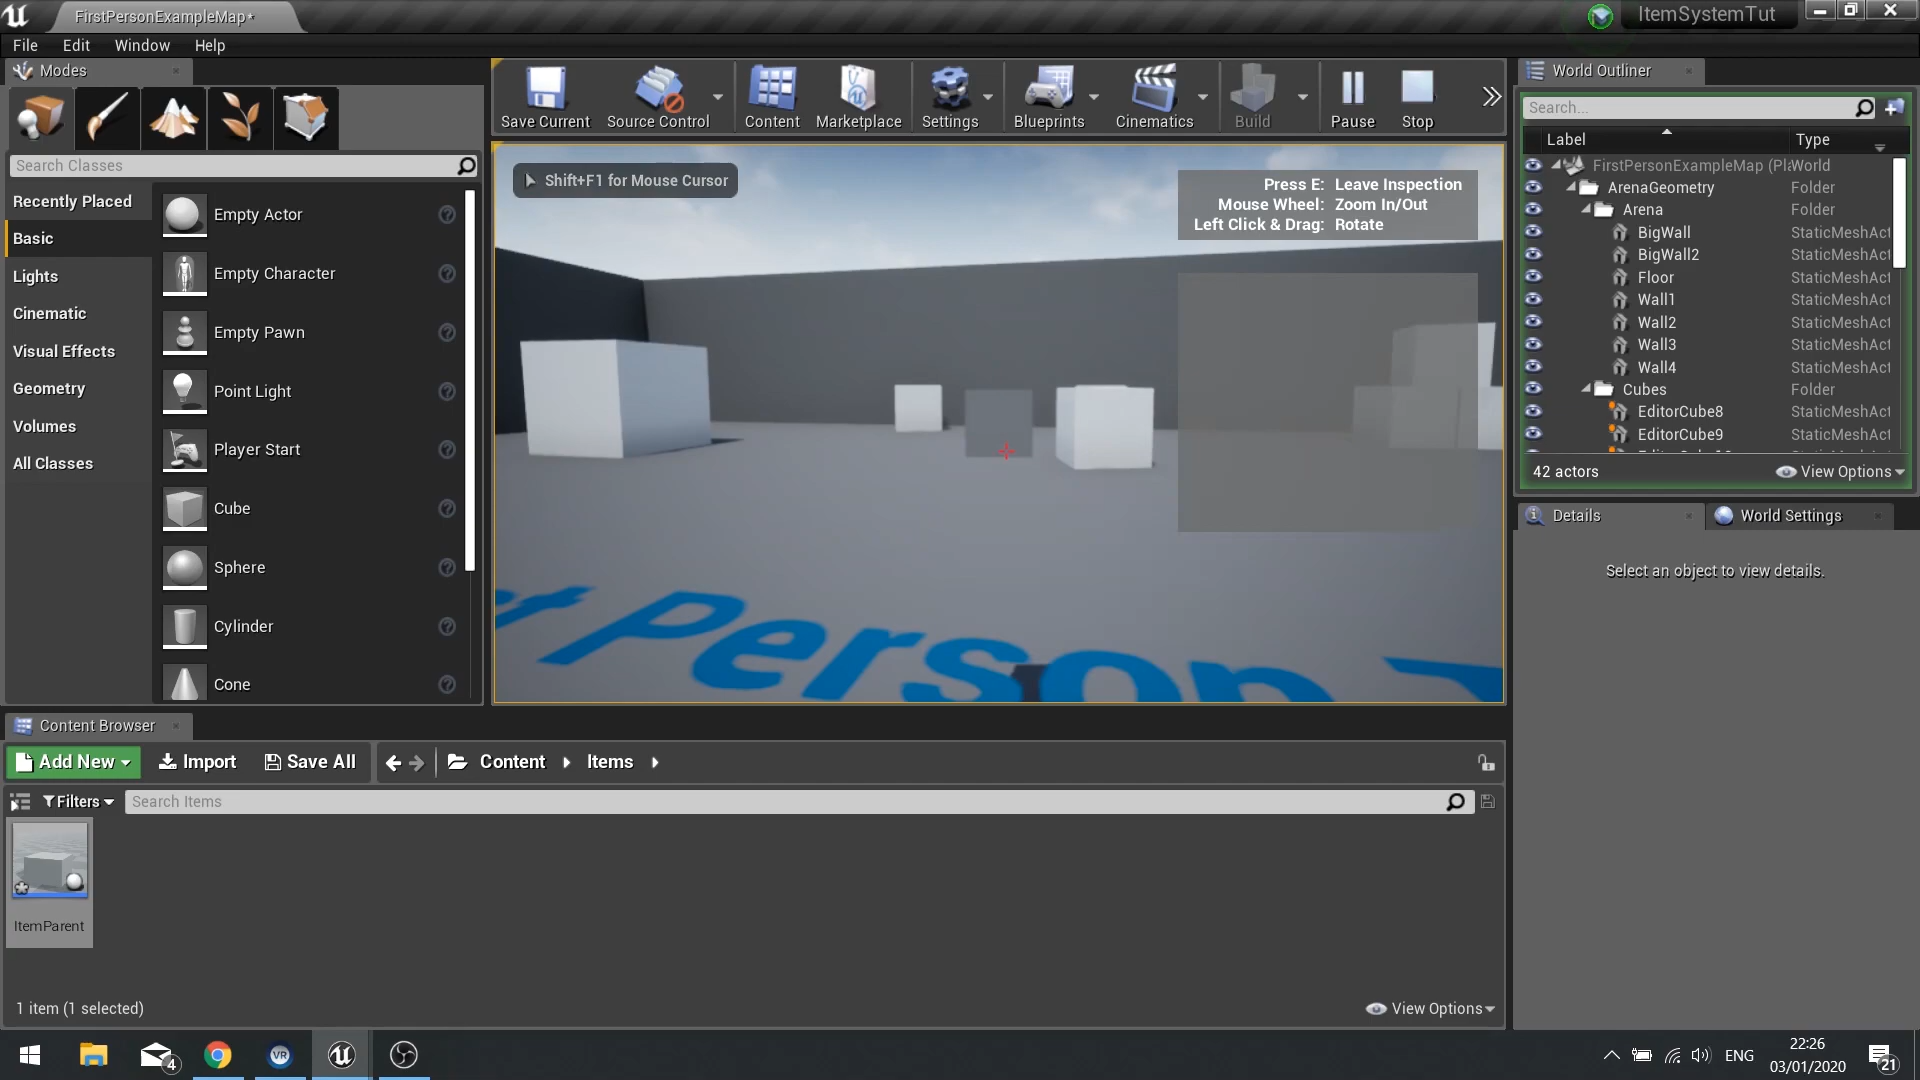 FirstPersonExampleMap*
ItemSystemTut
File Edit Window Help
Modes
Search Classes
Recently Placed
Basic
Lights
Cinematic
Visual Effects
Geometry
Volumes
All Classes
Empty Actor
Empty Character
Empty Pawn
Point Light
Player Start
Cube
Sphere
Cylinder
Cone
Save Current Source Control Content Marketplace Settings Blueprints Cinematics Build Pause Stop
Shift+F1 for Mouse Cursor
Press E: Leave Inspection
Mouse Wheel: Zoom In/Out
Left Click & Drag: Rotate
Person
World Outliner
Search...
Label Type
FirstPersonExampleMap (Pla World
ArenaGeometry Folder
Arena Folder
BigWall StaticMeshAct
BigWall2 StaticMeshAct
Floor StaticMeshAct
Wall1 StaticMeshAct
Wall2 StaticMeshAct
Wall3 StaticMeshAct
Wall4 StaticMeshAct
Cubes Folder
EditorCube8 StaticMeshAct
EditorCube9 StaticMeshAct
42 actors View Options
Details World Settings
Select an object to view details.
Content Browser
Add New Import Save All Content Items
Filters Search Items
ItemParent
1 item (1 selected) View Options
4
VR
ENG
22:26
03/01/2020
21